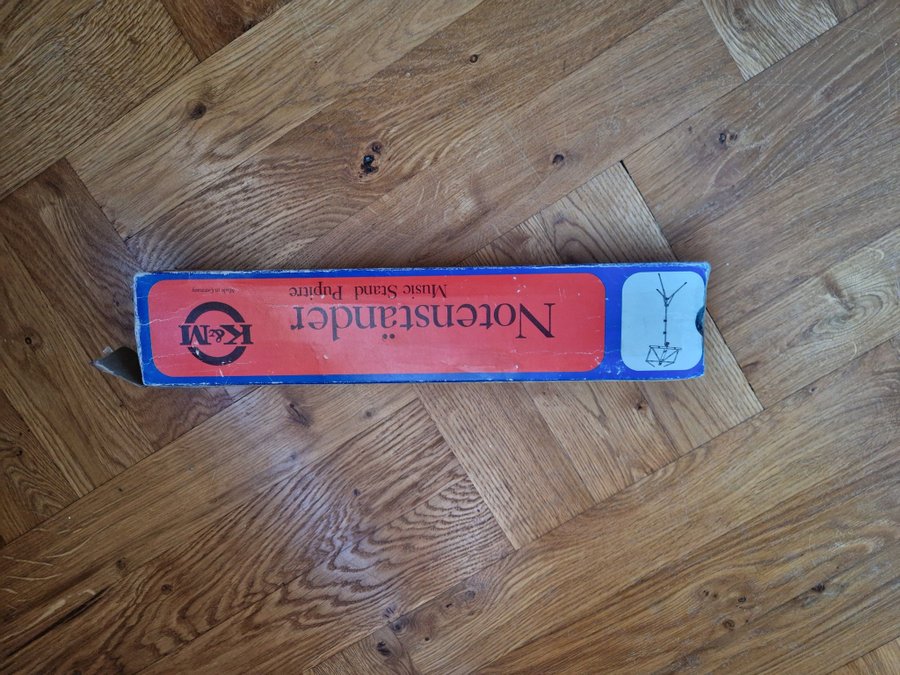 Notenständer
Music Stand Pupitre
K&M
Made in Germany